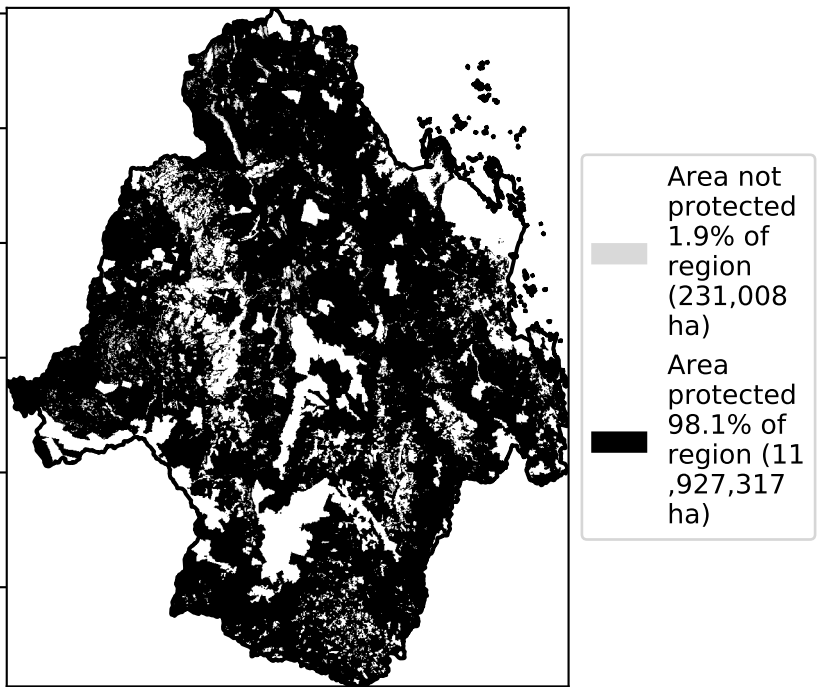 Area not
protected
1.9% of
region
(231,008
ha)
Area
protected
98.1% of
region (11
,927,317
ha)